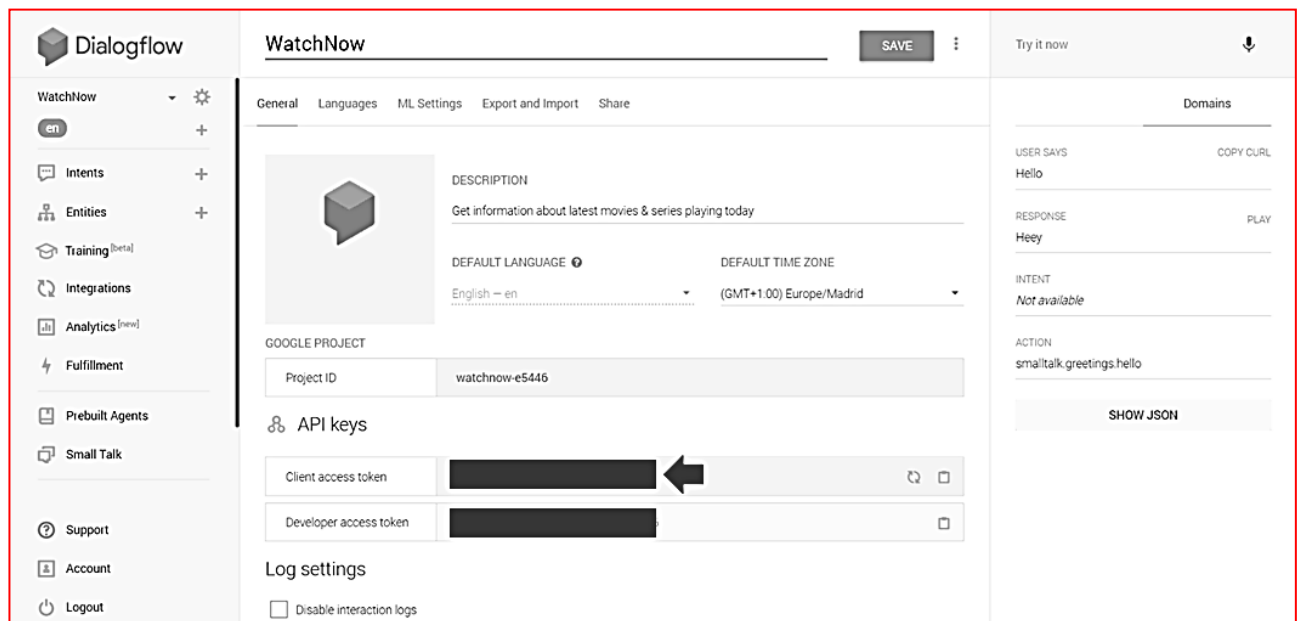 Dialogflow
WatchNow
en
Intents
Entities
Training [beta]
Integrations
Analytics [new]
Fulfillment
Prebuilt Agents
Small Talk
Support
Account
Logout
WatchNow
SAVE
General Languages ML Settings Export and Import Share
DESCRIPTION
Get information about latest movies & series playing today
DEFAULT LANGUAGE DEFAULT TIME ZONE
English — en (GMT+1:00) Europe/Madrid
GOOGLE PROJECT
Project ID watchnow-e5446
API keys
Client access token
Developer access token
Log settings
Disable interaction logs
Try it now
Domains
USER SAYS COPY CURL
Hello
RESPONSE PLAY
Heey
INTENT
Not available
ACTION
smalltalk.greetings.hello
SHOW JSON